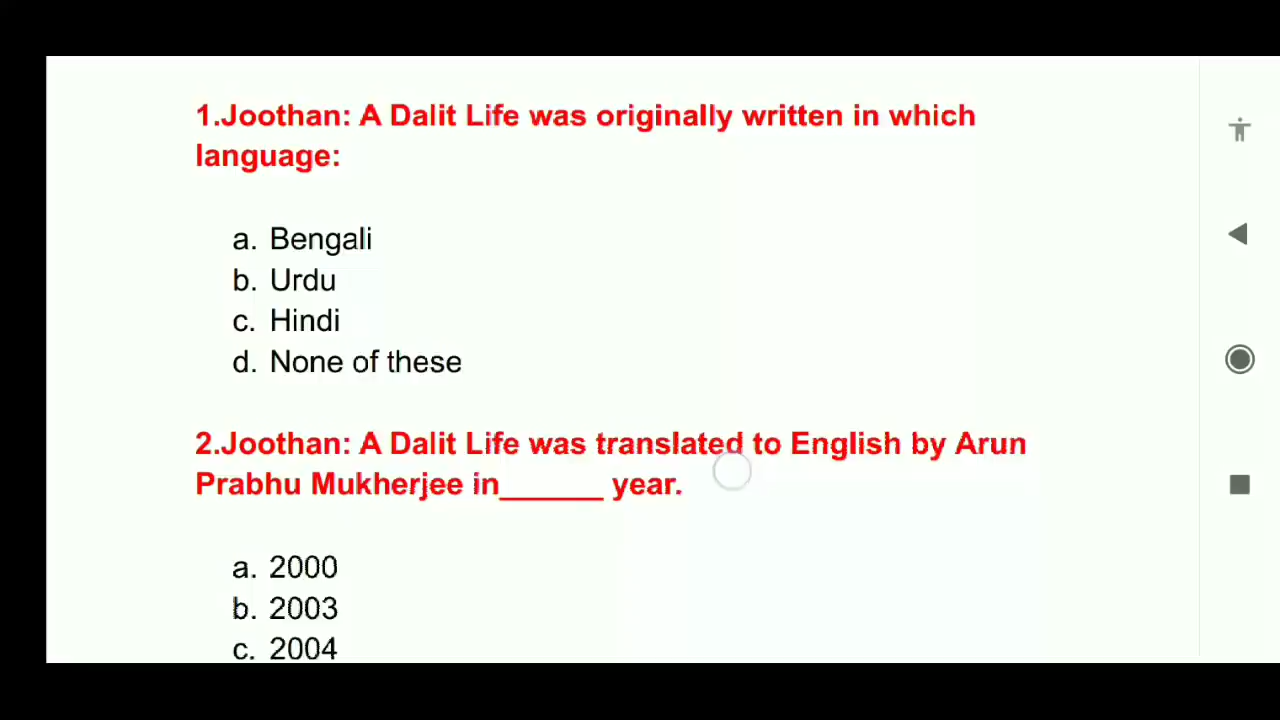 1.Joothan: A Dalit Life was originally written in which
language:
a. Bengali
b. Urdu
c. Hindi
d. None of these
2.Joothan: A Dalit Life was translated to English by Arun
Prabhu Mukherjee in______ year.
a. 2000
b. 2003
c. 2004